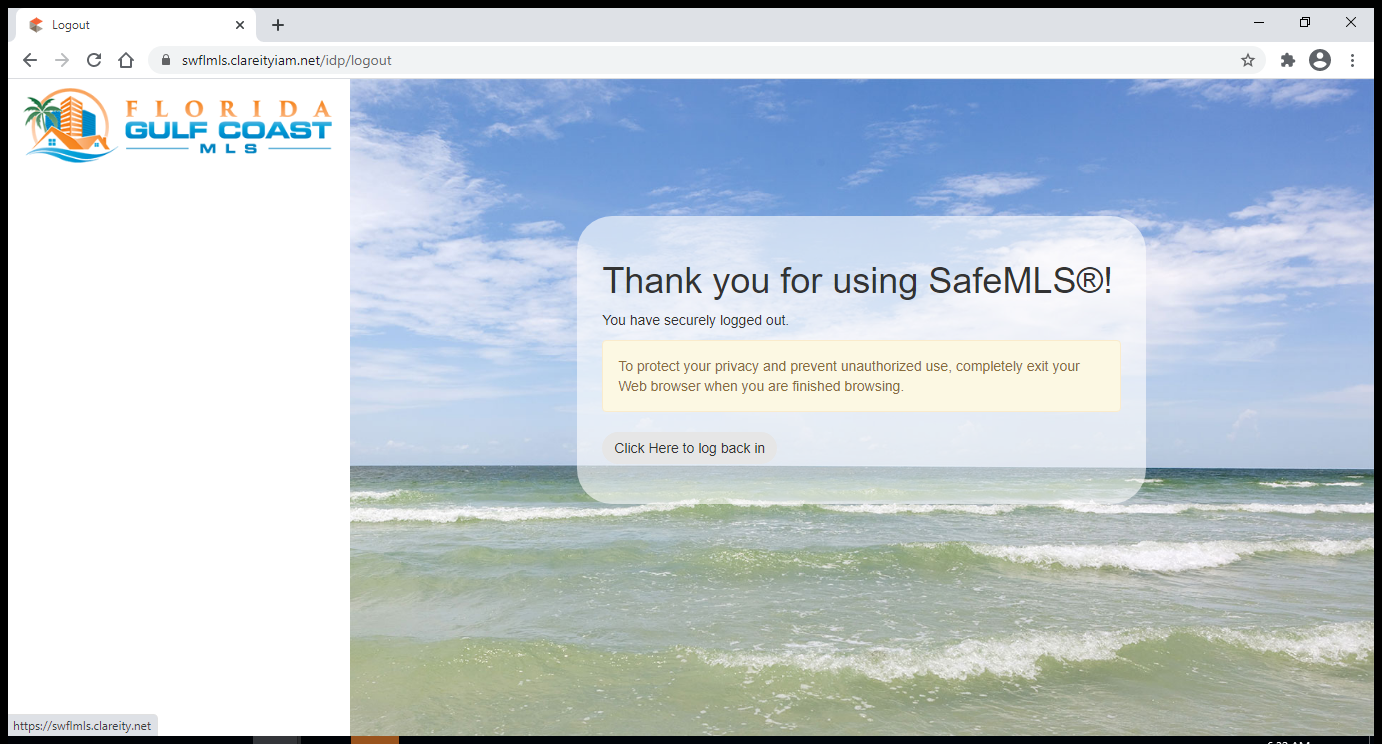 Logout
swflmls.clareityiam.net/idp/logout
FLORIDA
GULF COAST
MLS
Thank you for using SafeMLS®!
You have securely logged out.
To protect your privacy and prevent unauthorized use, completely exit your
Web browser when you are finished browsing.
Click Here to log back in
https://swflmls.clareity.net